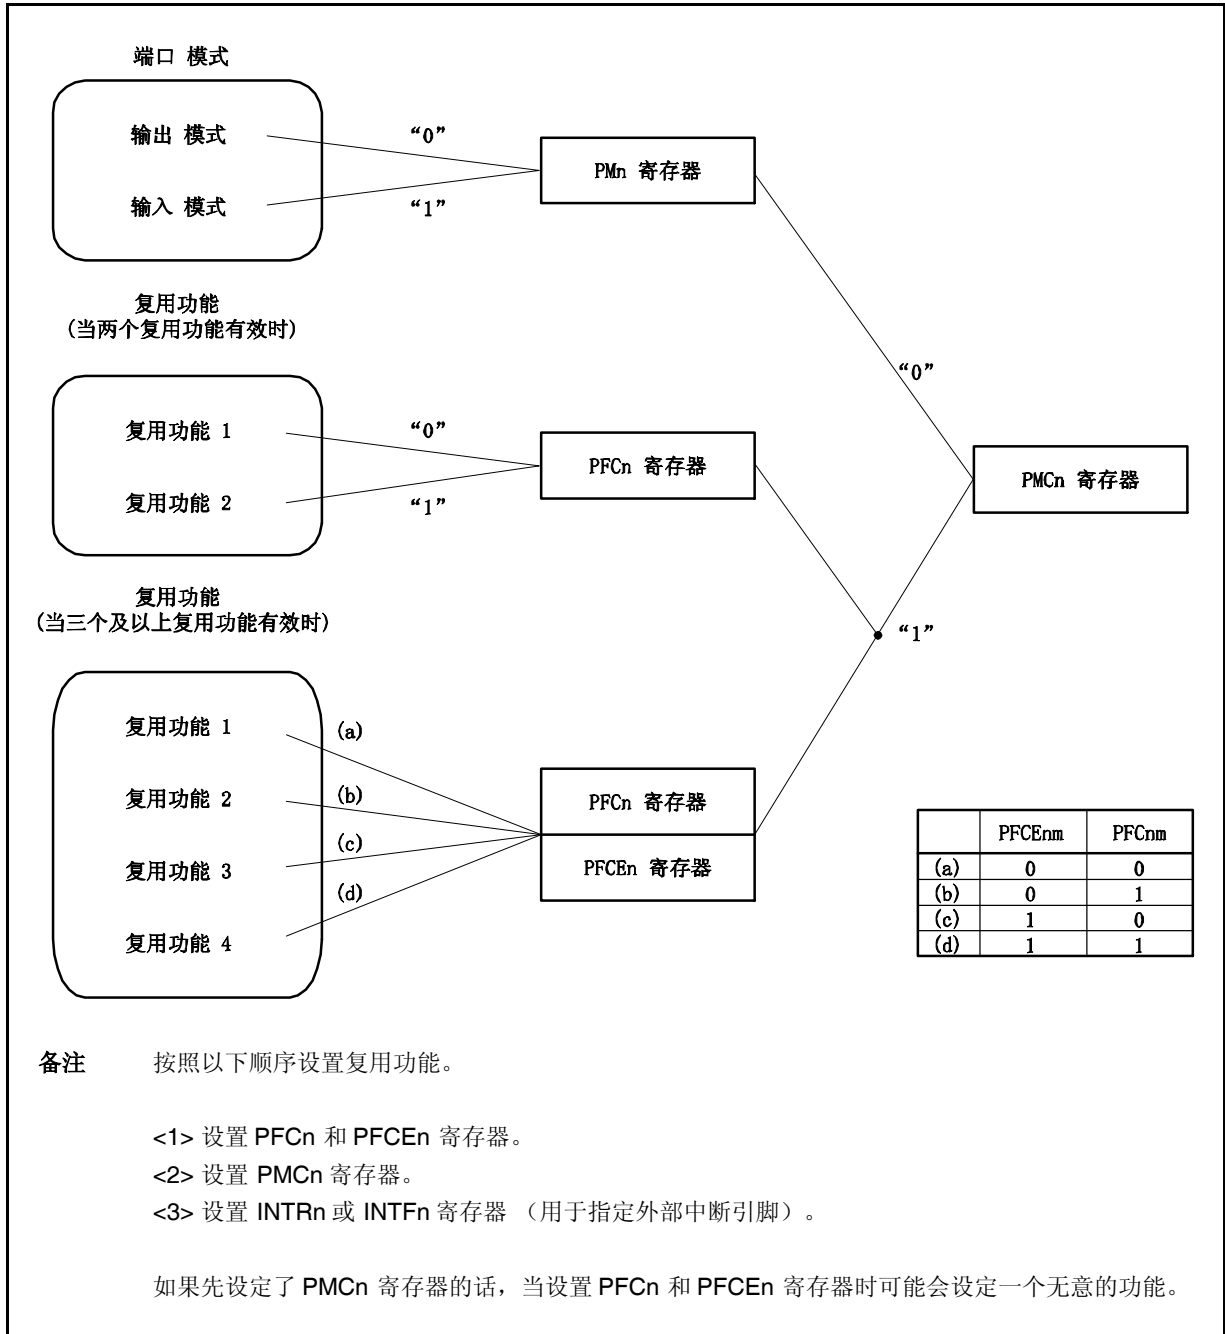 端口 模式
输出 模式
“0”
PMn 寄存器
输入 模式
“1”
复用功能
(当两个复用功能有效时)
“0”
复用功能 1
“0”
PFCn 寄存器
PMCn 寄存器
复用功能 2
“1”
复用功能
(当三个及以上复用功能有效时)
“1”
复用功能 1
(a)
复用功能 2
(b)
PFCn 寄存器
复用功能 3
(c)
PFCEn 寄存器
复用功能 4
(d)
PFCEnm PFCnm
(a) 0 0
(b) 0 1
(c) 1 0
(d) 1 1
备注 按照以下顺序设置复用功能。
<1> 设置 PFCn 和 PFCEn 寄存器。
<2> 设置 PMCn 寄存器。
<3> 设置 INTRn 或 INTFn 寄存器 （用于指定外部中断引脚）。
如果先设定了 PMCn 寄存器的话，当设置 PFCn 和 PFCEn 寄存器时可能会设定一个无意的功能。